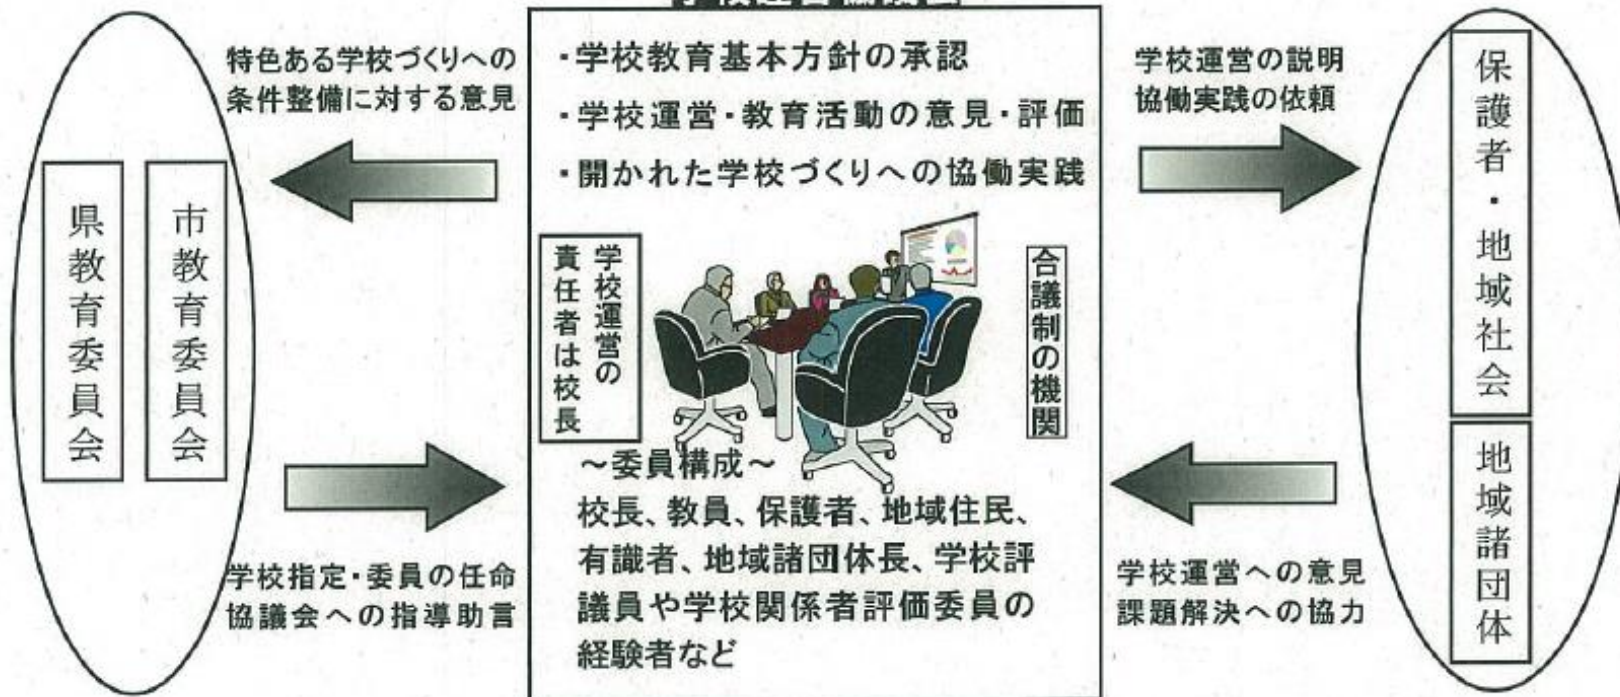 特色ある学校づくりへの
条件整備に対する意見
県教育委員会
市教育委員会
学校指定・委員の任命
協議会への指導助言
・学校教育基本方針の承認
・学校運営・教育活動の意見・評価
・開かれた学校づくりへの協働実践
学校運営の
責任者は校長
合議制の機関
~委員構成~
校長、教員、保護者、地域住民、
有識者、地域諸団体長、学校評
議員や学校関係者評価委員の
経験者など
学校運営の説明
協働実践の依頼
保護者・地域社会
地域諸団体
学校運営への意見
課題解決への協力